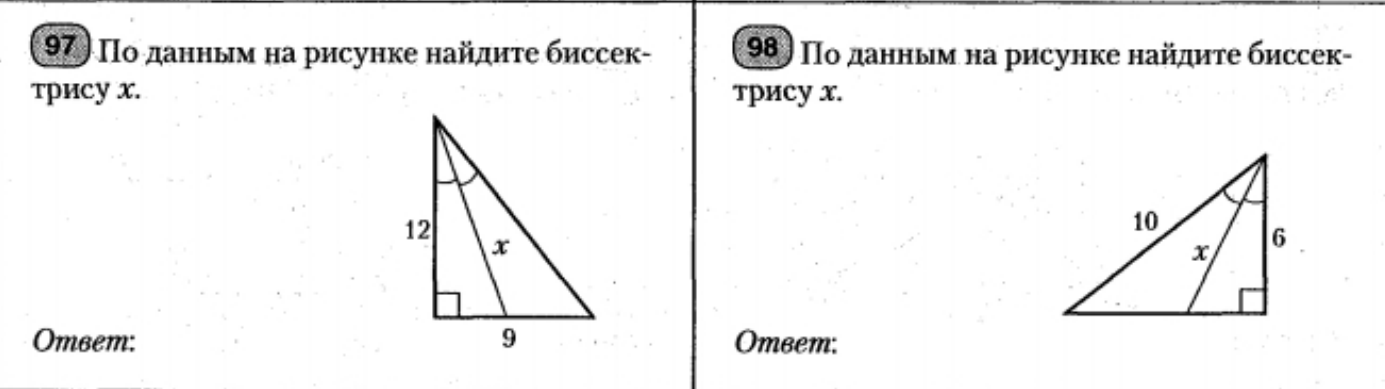 97 По данным на рисунке найдите биссек-
трису x.
12
x
9
Ответ:
98 По данным на рисунке найдите биссек-
трису x.
10
x
6
Ответ: